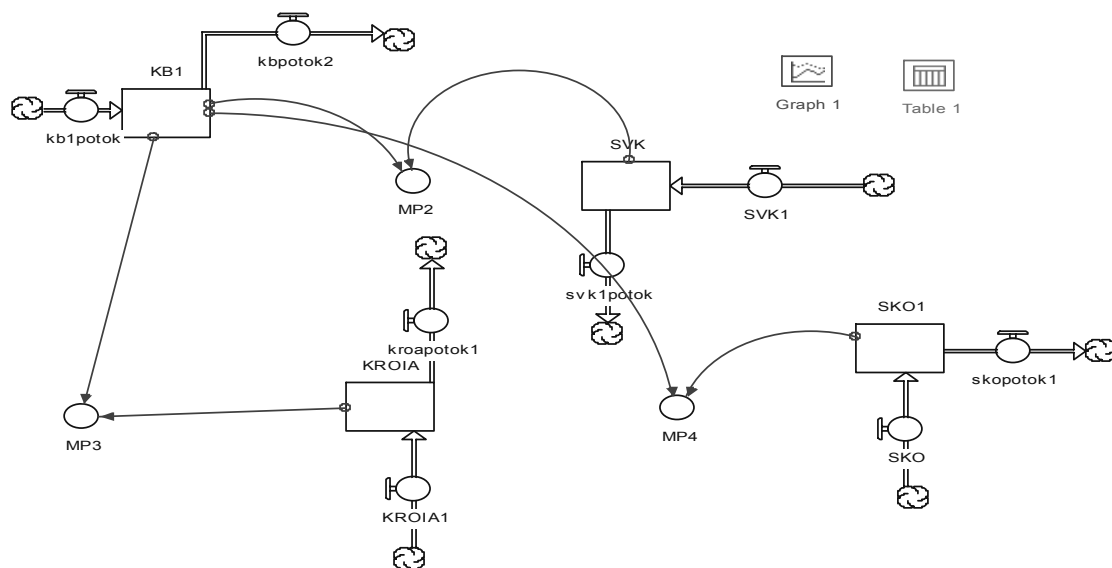 kbpotok2
KB1
Graph 1
Table 1
kb1potok
SVK
MP2
SVK1
svk1potok
SKO1
kroapotok1
KROIA
skopotok1
MP3
MP4
SKO
KROIA1